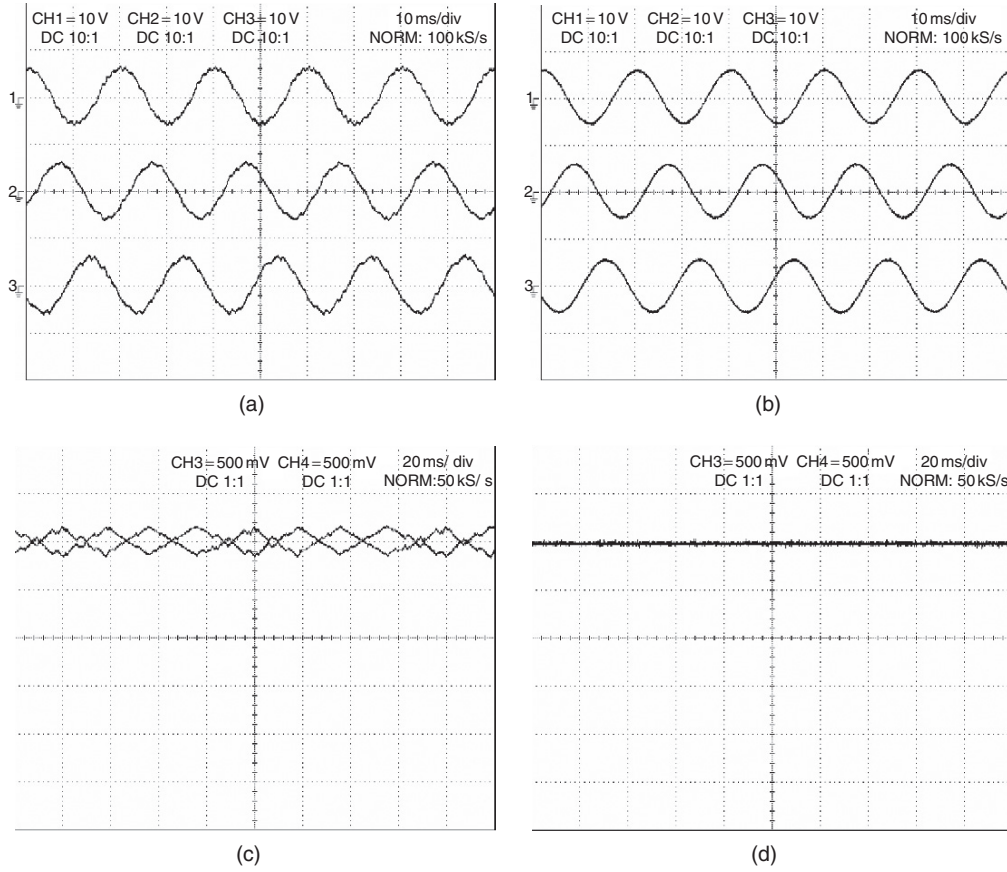 CH1=10 V CH2=10 V CH3=10 V 10 ms/div
DC 10:1 DC 10:1 DC 10:1 NORM: 100 kS/s
1
2
3
(a)
CH1=10 V CH2=10 V CH3=10 V 10 ms/div
DC 10:1 DC 10:1 DC 10:1 NORM: 100 kS/s
1
2
3
(b)
CH3=500 mV CH4=500 mV 20 ms/ div
DC 1:1 DC 1:1 NORM:50 kS/ s
(c)
CH3=500 mV CH4=500 mV 20 ms/div
DC 1:1 DC 1:1 NORM: 50 kS/s
(d)